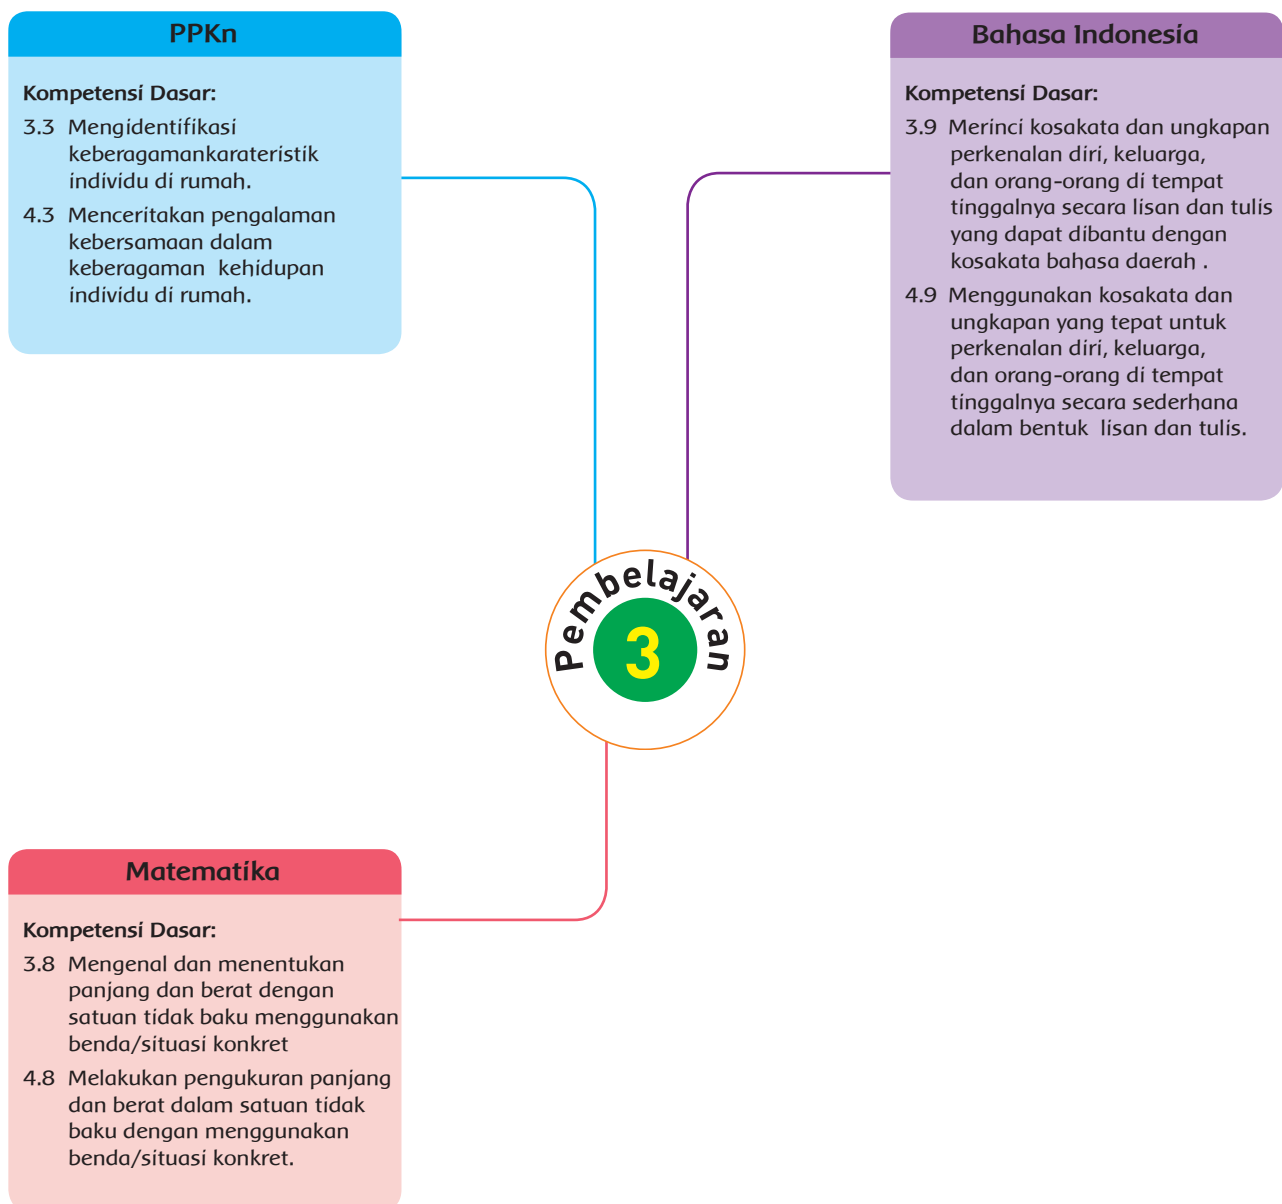 PPKn
Kompetensi Dasar:
3.3 Mengidentifikasi
keberagamankarateristik
individu di rumah.
4.3 Menceritakan pengalaman
kebersamaan dalam
keberagaman kehidupan
individu di rumah.
Bahasa Indonesia
Kompetensi Dasar:
3.9 Merinci kosakata dan ungkapan
perkenalan diri, keluarga,
dan orang-orang di tempat
tinggalnya secara lisan dan tulis
yang dapat dibantu dengan
kosakata bahasa daerah .
4.9 Menggunakan kosakata dan
ungkapan yang tepat untuk
perkenalan diri, keluarga,
dan orang-orang di tempat
tinggalnya secara sederhana
dalam bentuk lisan dan tulis.
Pembelajaran
3
Matematika
Kompetensi Dasar:
3.8 Mengenal dan menentukan
panjang dan berat dengan
satuan tidak baku menggunakan
benda/situasi konkret
4.8 Melakukan pengukuran panjang
dan berat dalam satuan tidak
baku dengan menggunakan
benda/situasi konkret.